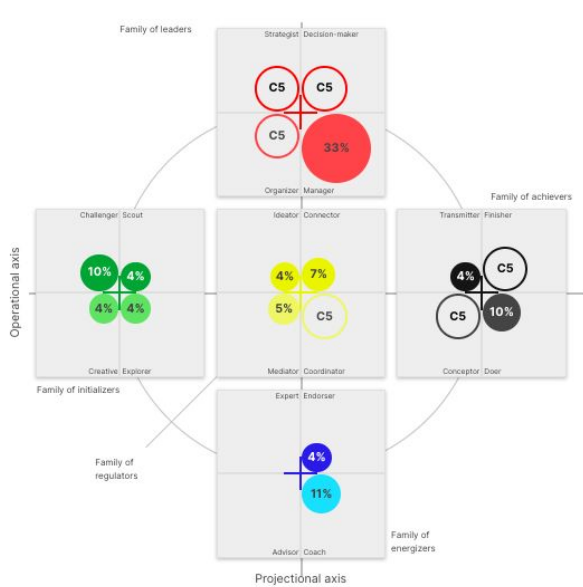 Family of leaders
Strategist Decision-maker
C5 C5
C5 33%
Organizer Manager
Family of achievers
Challenger Scout
10% 4%
4% 4%
Creative Explorer
Family of initializers
Ideator Connector
4% 7%
5% C5
Mediator Coordinator
Transmitter Finisher
4% C5
C5 10%
Conceptor Doer
Operational axis
Expert Endorser
4%
11%
Advisor Coach
Family of
regulators
Family of
energizers
Projectional axis